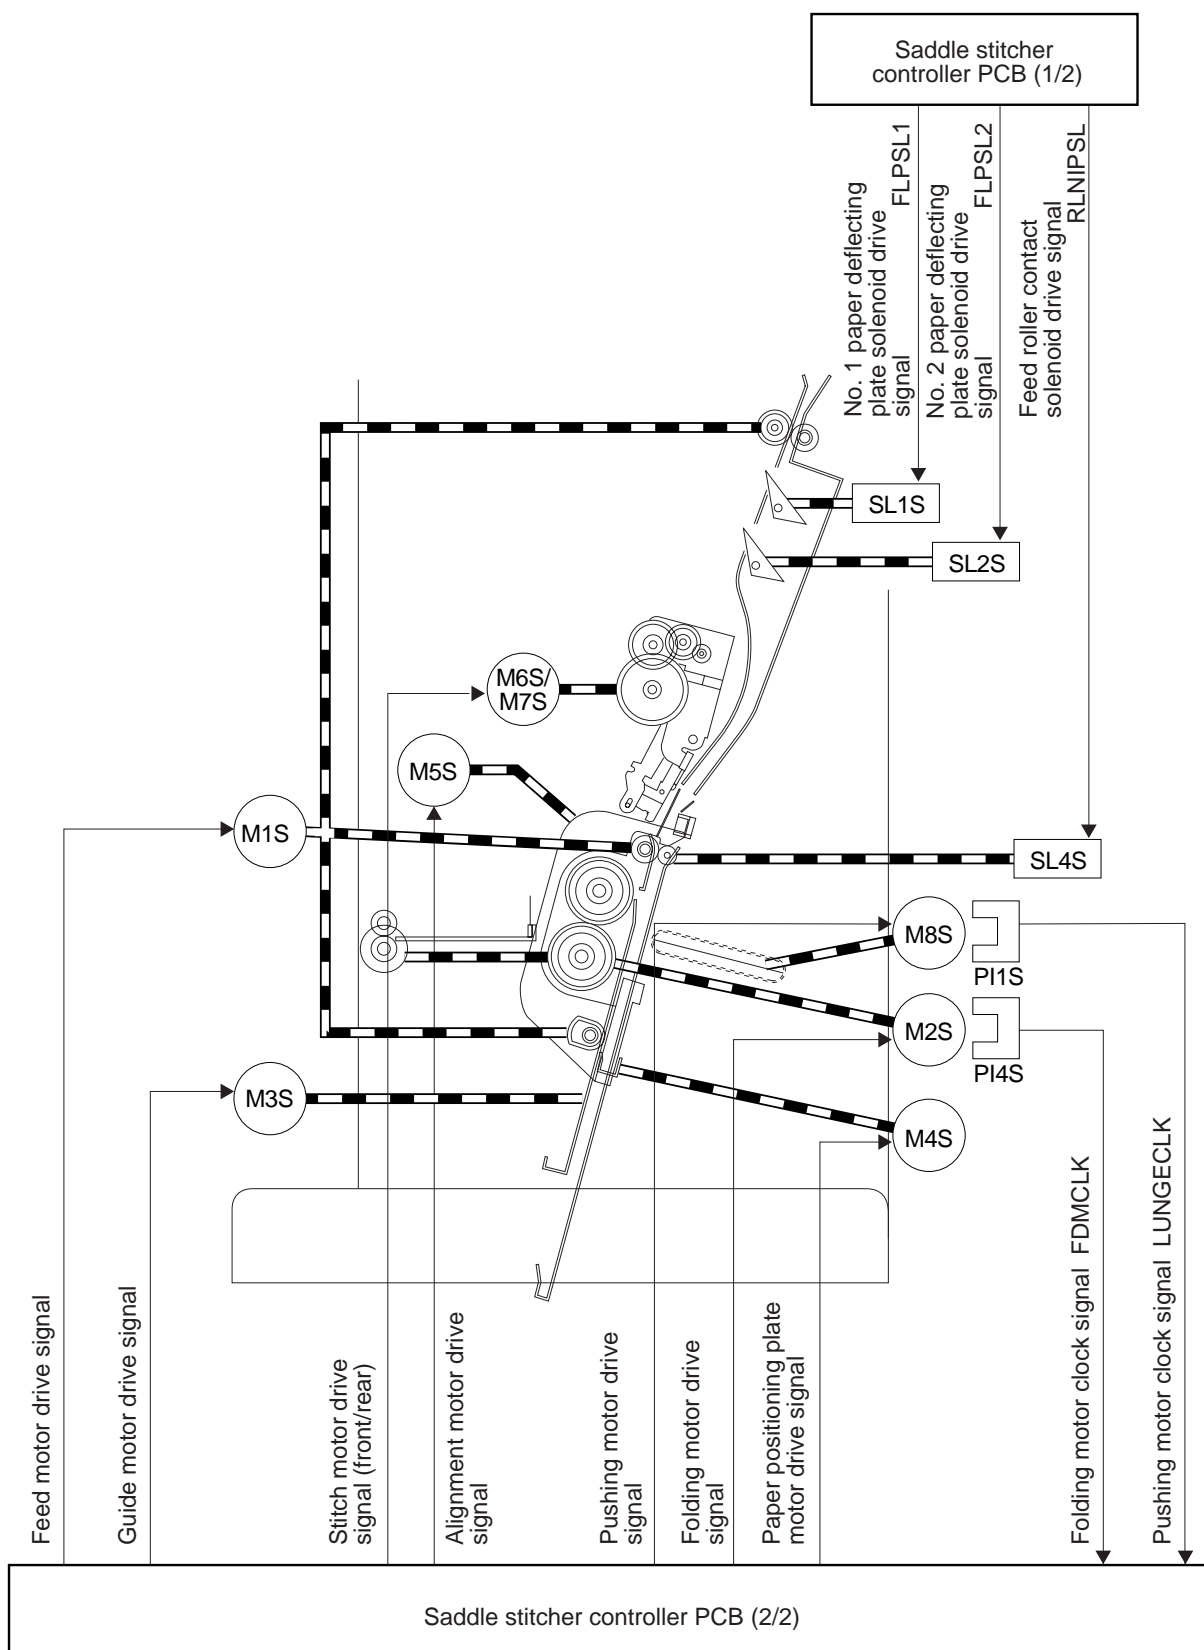 Saddle stitcher
controller PCB (1/2)
No. 1 paper deflecting
plate solenoid drive
signal
FLPSL1
No. 2 paper deflecting
plate solenoid drive
signal
FLPSL2
Feed roller contact
solenoid drive signal
RLNIPSL
SL1S
SL2S
M6S/
M7S
M5S
M1S
SL4S
M8S
PI1S
M2S
PI4S
M3S
M4S
Feed motor drive signal
Guide motor drive signal
Stitch motor drive
signal (front/rear)
Alignment motor drive
signal
Pushing motor drive
signal
Folding motor drive
signal
Paper positioning plate
motor drive signal
Folding motor clock signal FDMCLK
Pushing motor clock signal LUNGECLK
Saddle stitcher controller PCB (2/2)